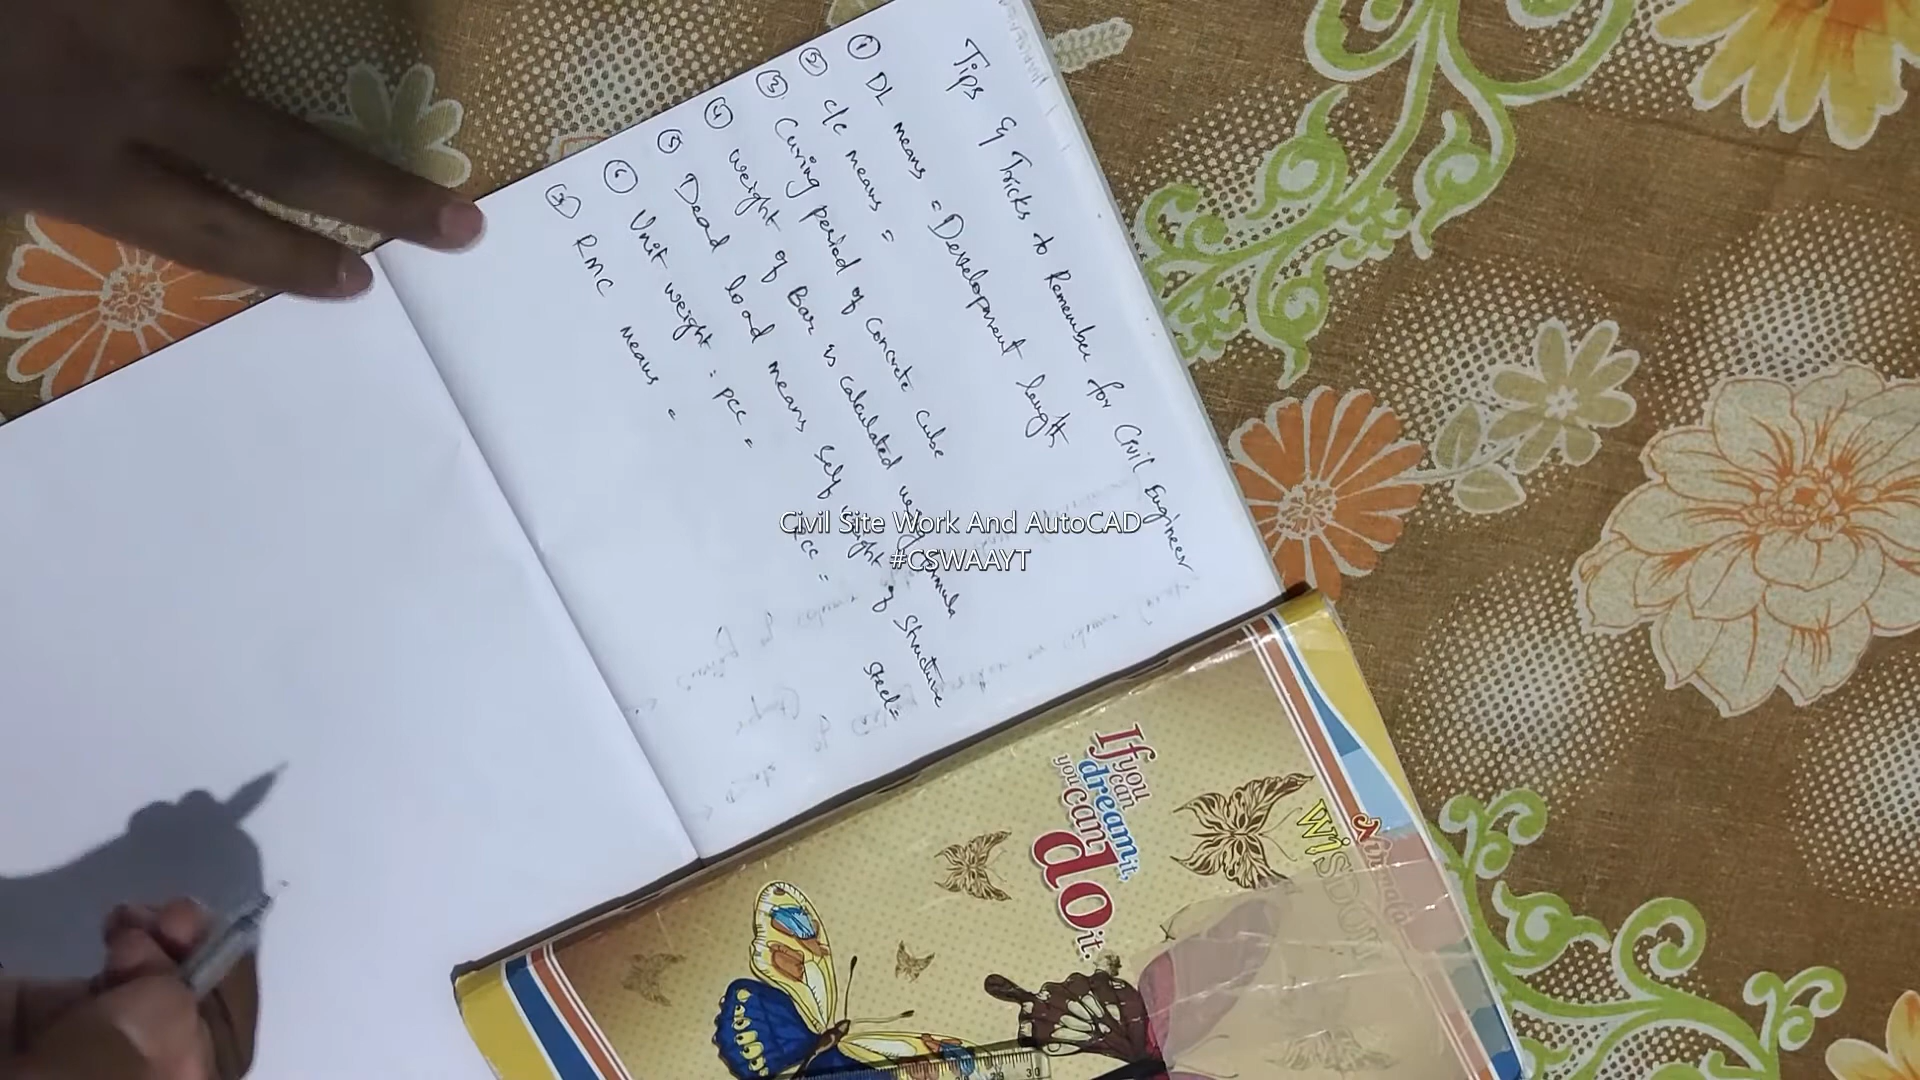 Tips & Tricks to Remember for Civil Engineer
① DL means = Development length
② c/c means =
③ Curing period of Concrete Cube
④ weight of Bar is Calculated using formula
⑤ Dead load means Self weight of Structure
⑥ Unit weight : PCC = RCC = Steel =
RMC means =
Civil Site Work And AutoCAD
#CSWAAYT
If you
can
dream it,
you can
do it.
WISDOM
29 30